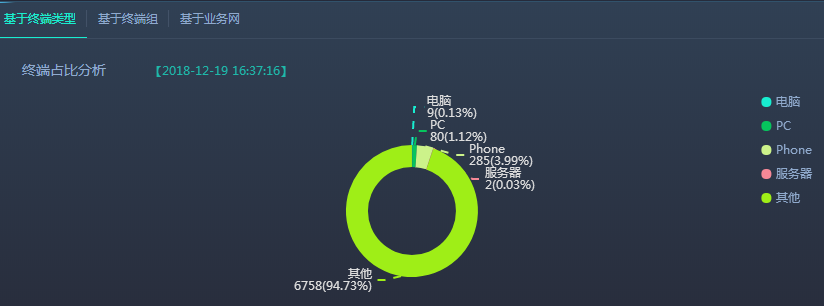 基于终端类型 基于终端组 基于业务网
终端占比分析 【2018-12-19 16:37:16】
电脑
9(0.13%)
PC
80(1.12%)
Phone
285(3.99%)
服务器
2(0.03%)
其他
6758(94.73%)
电脑
PC
Phone
服务器
其他